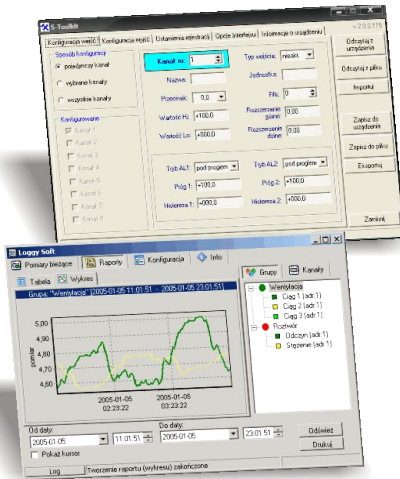 S-Toolkit
v 2.0.0.115
Konfiguracja wejść Konfiguracja wyjść Ustawienia rejestracji Opcje interfejsu Informacje o urządzeniu
Sposób konfiguracji
pojedynczy kanał
wybrane kanały
wszystkie kanały
Konfigurowane
Kanał 1
Kanał 2
Kanał 3
Kanał 4
Kanał 5
Kanał 6
Kanał 7
Kanał 8
Kanał nr: 1
Nazwa:
Przecinek: 0,0
Wartość Hi: +100,0
Wartość Lo: +000,0
Typ wejścia: nieakt.
Jednostka:
Filtr: 0
Rozszerzenie górne: 0,00
Rozszerzenie dolne: 0,00
Tryb AL1: pod progiem
Próg 1: +100,0
Histereza 1: +000,0
Tryb AL2: pod progiem
Próg 2: +100,0
Histereza 2: +000,0
Odczytaj z urządzenia
Odczytaj z pliku
Importuj
Zapisz do urządzenia
Zapisz do pliku
Eksportuj
Zamknij
Loggy Soft
Pomiary bieżące Raporty Konfiguracja Info
Tabela Wykres
Grupa: "Wentylacja" [2005-01-05 11:01:51 - 2005-01-05 23:01:51]
pomiar
5,00
4,90
4,80
4,70
4,60
2005-01-05
02:23:22
2005-01-05
03:23:22
Grupy Kanały
Wentylacja
Ciąg 1 (adr:1)
Ciąg 2 (adr:1)
Ciąg 3 (adr:1)
Roztwór
Odczyn (adr:1)
Stężenie (adr:1)
Od daty:
2005-01-05 11:01:51
Do daty:
2005-01-05 23:01:51
Pokaż kursor
Odśwież
Drukuj
Log Tworzenie raportu (wykresu) zakończone